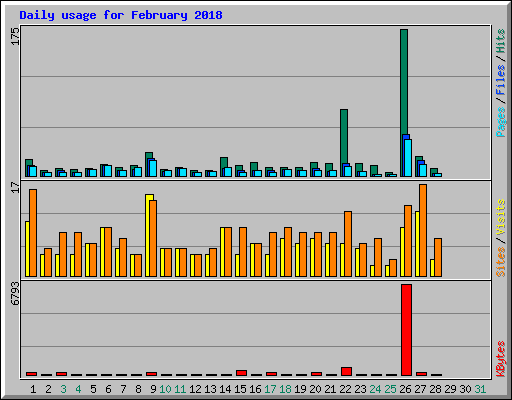 Daily usage for February 2018
175
Pages / Files / Hits
17
Sites / Visits
6793
KBytes
1 2 3 4 5 6 7 8 9 10 11 12 13 14 15 16 17 18 19 20 21 22 23 24 25 26 27 28 29 30 31